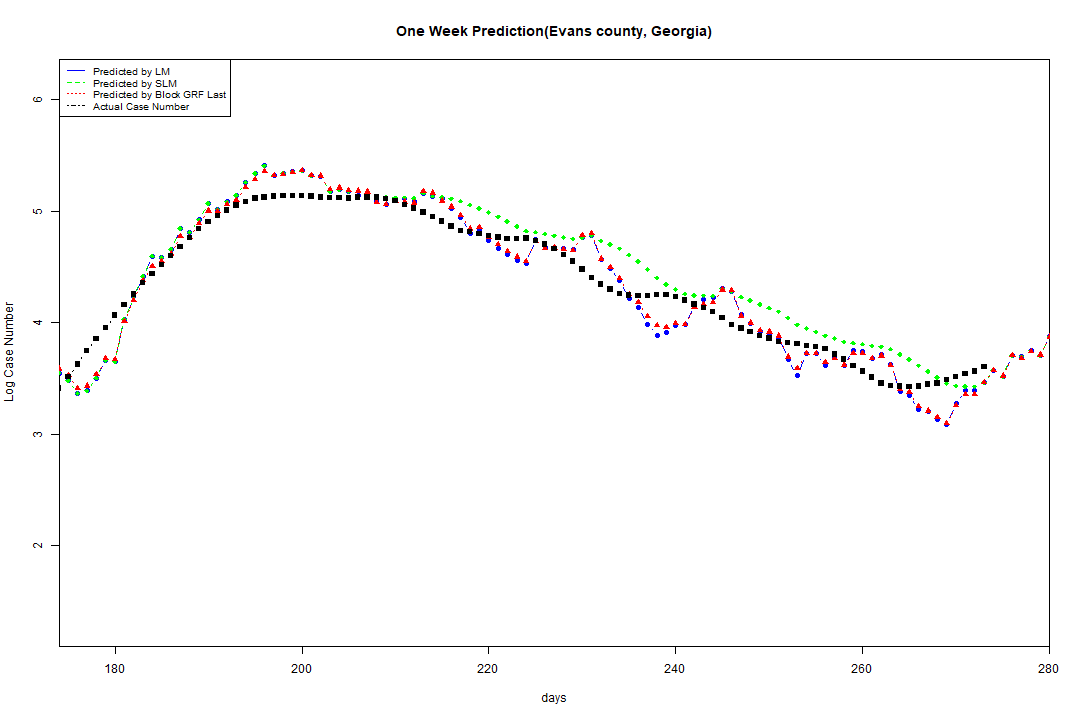 One Week Prediction(Evans county, Georgia)
Predicted by LM
Predicted by SLM
Predicted by Block GRF Last
Actual Case Number
6
5
4
3
2
Log Case Number
180
200
220
240
260
280
days